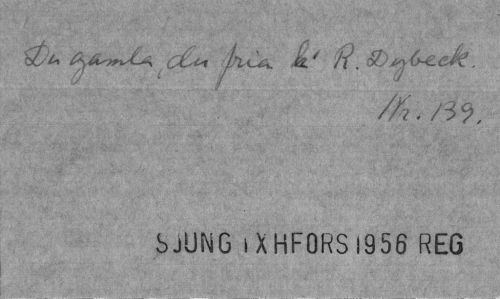 Du gamla, du fria R. Dybeck.
Nr. 139.
SJUNG I XHFORS 1956 REG